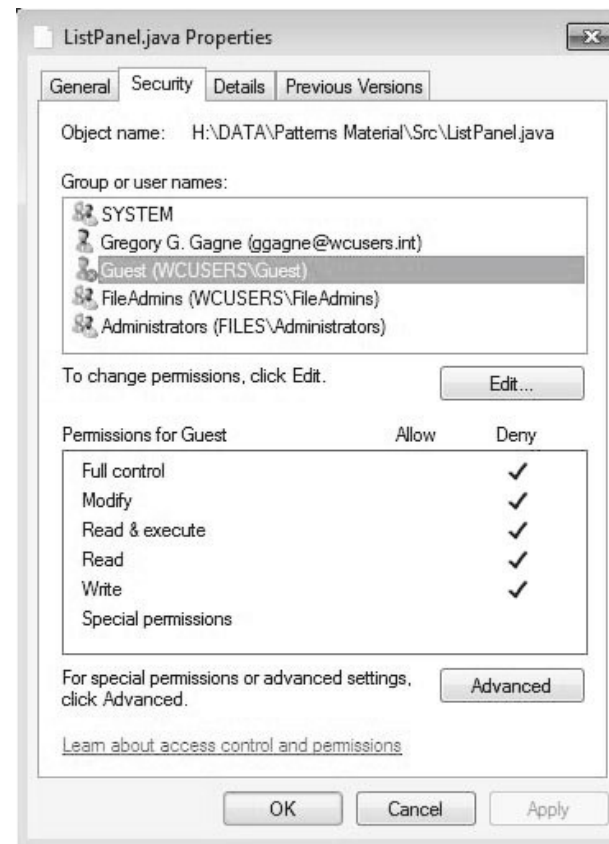 ListPanel.java Properties
General Security Details Previous Versions
Object name: H:\DATA\Patterns Material\Src\ListPanel.java
Group or user names:
SYSTEM
Gregory G. Gagne (ggagne@wcusers.int)
Guest (WCUSERS\Guest)
FileAdmins (WCUSERS\FileAdmins)
Administrators (FILES\Administrators)
To change permissions, click Edit.
Edit...
Permissions for Guest Allow Deny
Full control
Modify
Read & execute
Read
Write
Special permissions
For special permissions or advanced settings,
click Advanced.
Advanced
Learn about access control and permissions
OK Cancel Apply